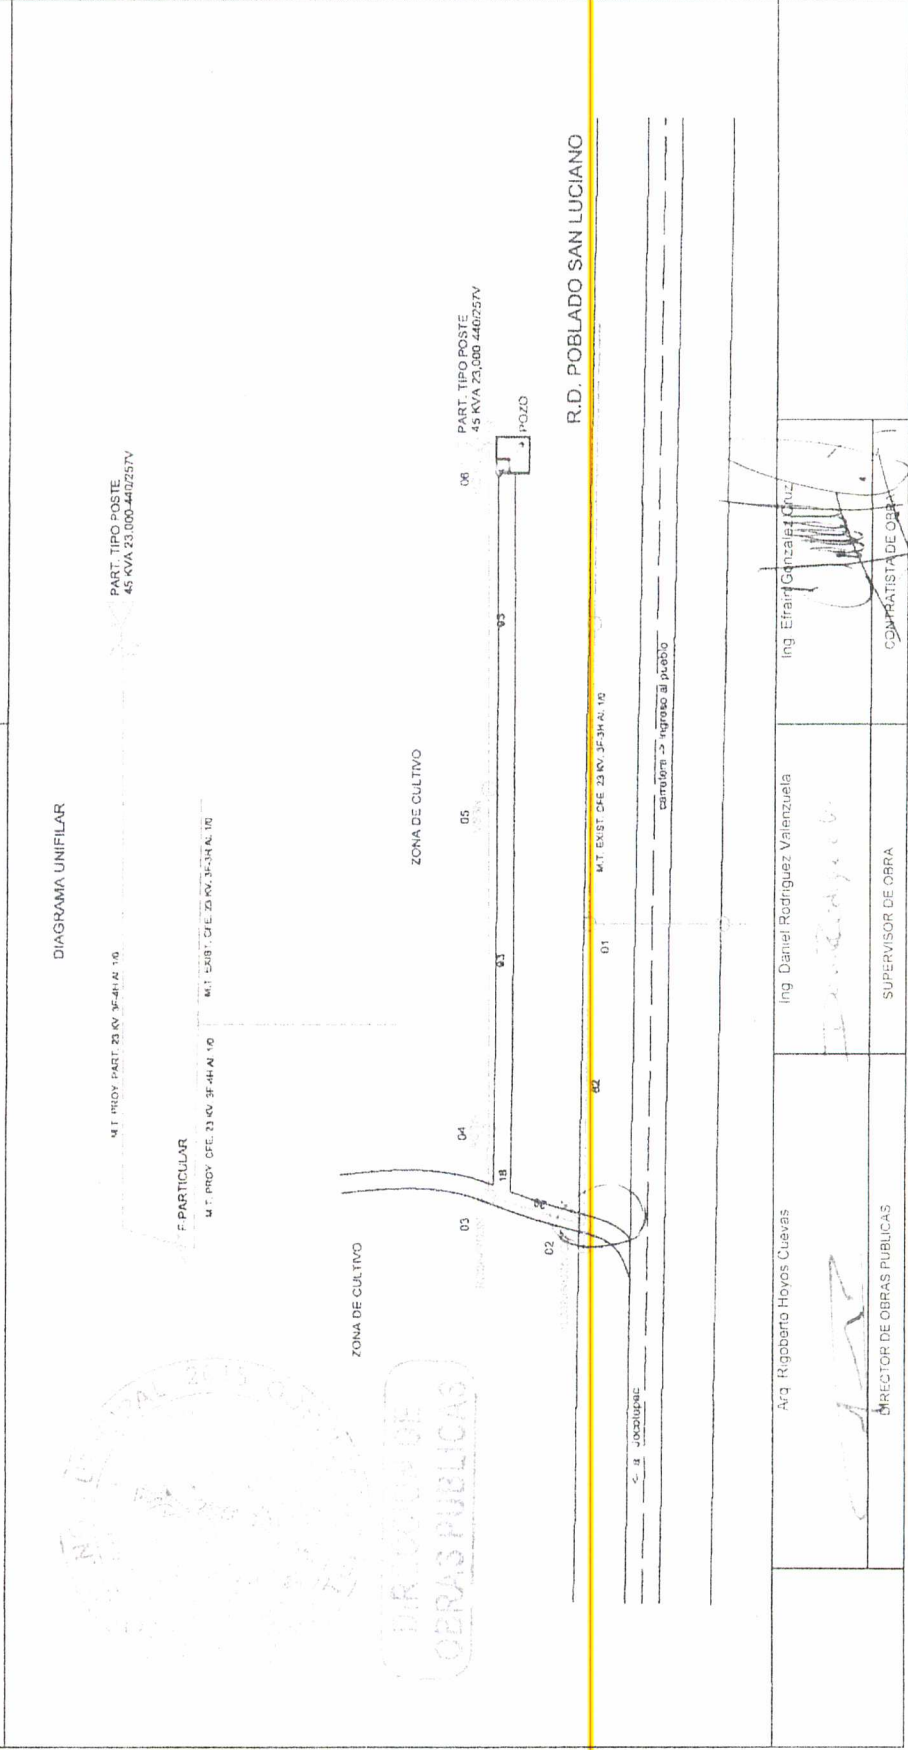 DIAGRAMA UNIFILAR
M.T. PROY. PART. 23 KV. 3F-4H AL 1/0
PART. TIPO POSTE
45 KVA 23,000-440/257V
F.PARTICULAR
M.T. PROY. CFE. 23 KV. 3F-4H AL 1/0
M.T. EXIST. CFE. 23 KV. 3F-3H AL 1/0
ZONA DE CULTIVO
ZONA DE CULTIVO
PART. TIPO POSTE
45 KVA 23,000-440/257V
03
04
05
06
18
93
93
POZO
02
R.D. POBLADO SAN LUCIANO
82
01
M.T. EXIST. CFE. 23 KV. 3F-3H AL 1/0
<- a Jocotepec
carretera -> ingreso al pueblo
DIRECCION DE
OBRAS PUBLICAS
Arq. Rigoberto Hoyos Cuevas
Ing. Daniel Rodriguez Valenzuela
Ing. Efrain Gonzalez Cruz
DIRECTOR DE OBRAS PUBLICAS
SUPERVISOR DE OBRA
CONTRATISTA DE OBRA